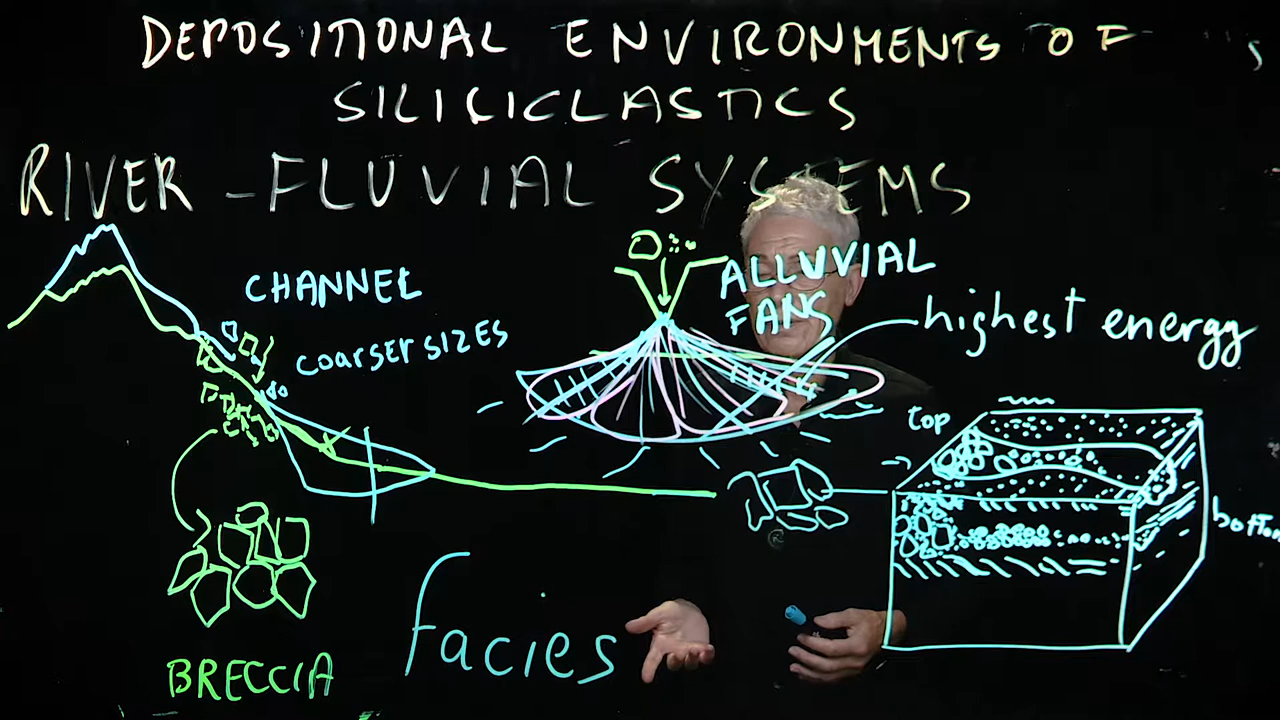 DEPOSITIONAL ENVIRONMENTS OF
SILICICLASTICS
RIVER - FLUVIAL SYSTEMS
CHANNEL
COARSER SIZES
ALLUVIAL
FANS
highest energy
top
bottom
facies
BRECCIA